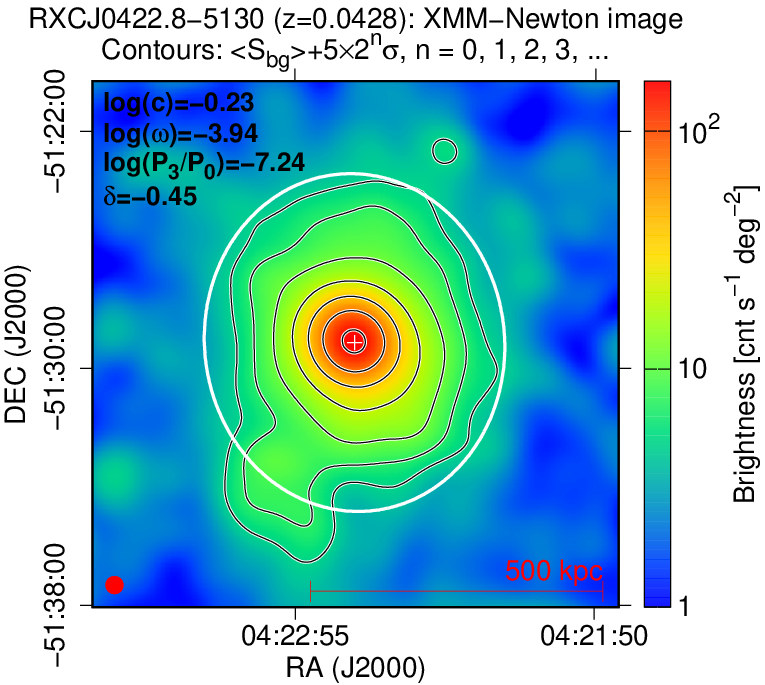 RXCJ0422.8−5130 (z=0.0428): XMM−Newton image
Contours: <S_bg>+5×2^nσ, n = 0, 1, 2, 3, ...
log(c)=−0.23
log(ω)=−3.94
log(P_3/P_0)=−7.24
δ=−0.45
−51:22:00
−51:30:00
−51:38:00
DEC (J2000)
500 kpc
04:22:55
04:21:50
RA (J2000)
10^2
10
1
Brightness [cnt s^−1 deg^−2]